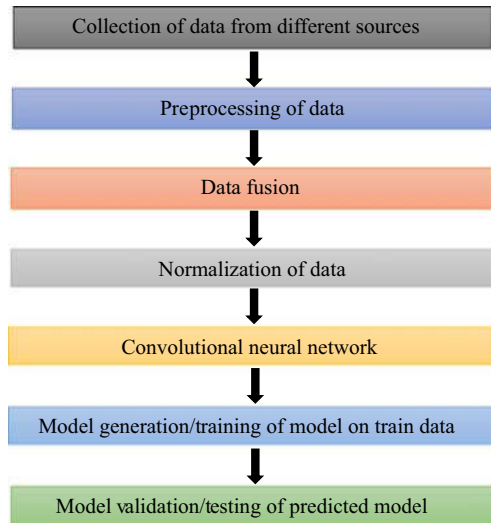 Collection of data from different sources
Preprocessing of data
Data fusion
Normalization of data
Convolutional neural network
Model generation/training of model on train data
Model validation/testing of predicted model